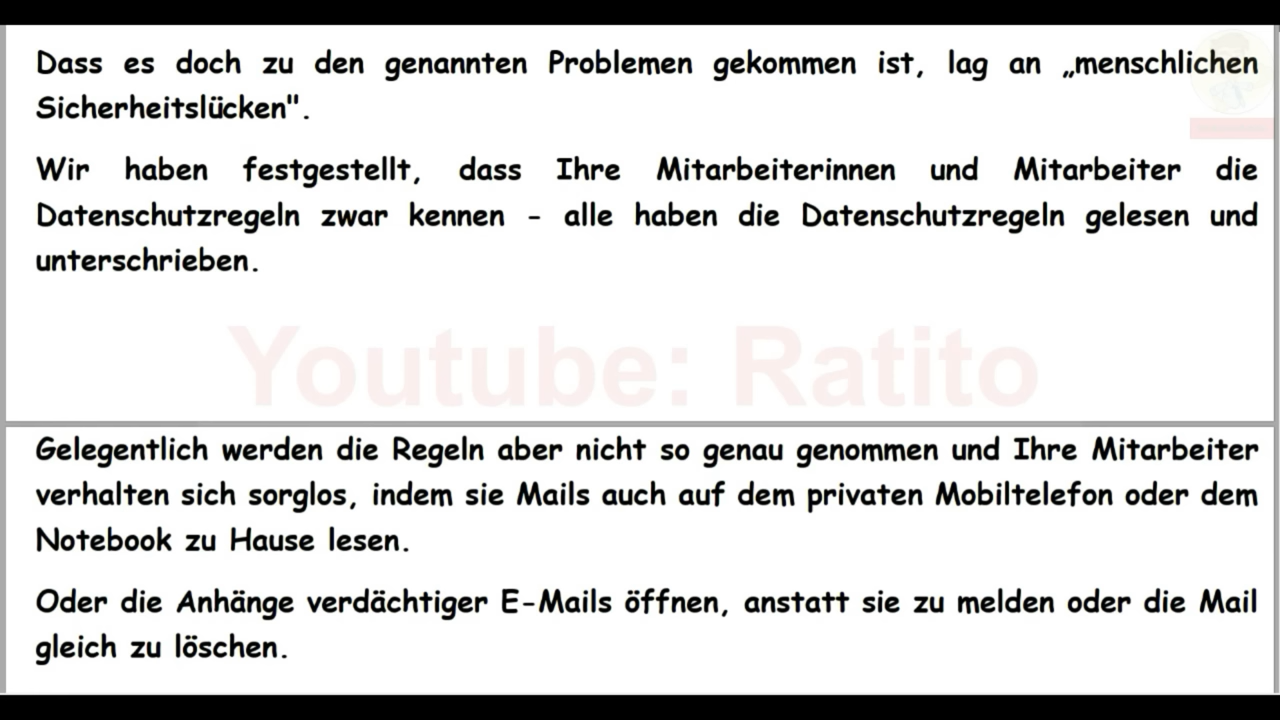 Dass es doch zu den genannten Problemen gekommen ist, lag an „menschlichen
Sicherheitslücken".
Wir haben festgestellt, dass Ihre Mitarbeiterinnen und Mitarbeiter die
Datenschutzregeln zwar kennen - alle haben die Datenschutzregeln gelesen und
unterschrieben.
Youtube: Ratito
Gelegentlich werden die Regeln aber nicht so genau genommen und Ihre Mitarbeiter
verhalten sich sorglos, indem sie Mails auch auf dem privaten Mobiltelefon oder dem
Notebook zu Hause lesen.
Oder die Anhänge verdächtiger E-Mails öffnen, anstatt sie zu melden oder die Mail
gleich zu löschen.